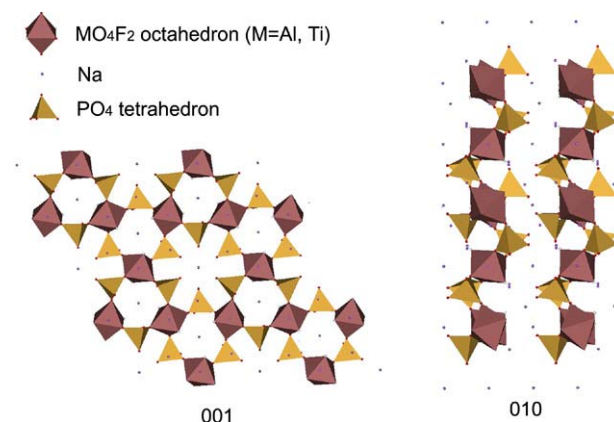 MO₄F₂ octahedron (M=Al, Ti)
Na
PO₄ tetrahedron
001
010